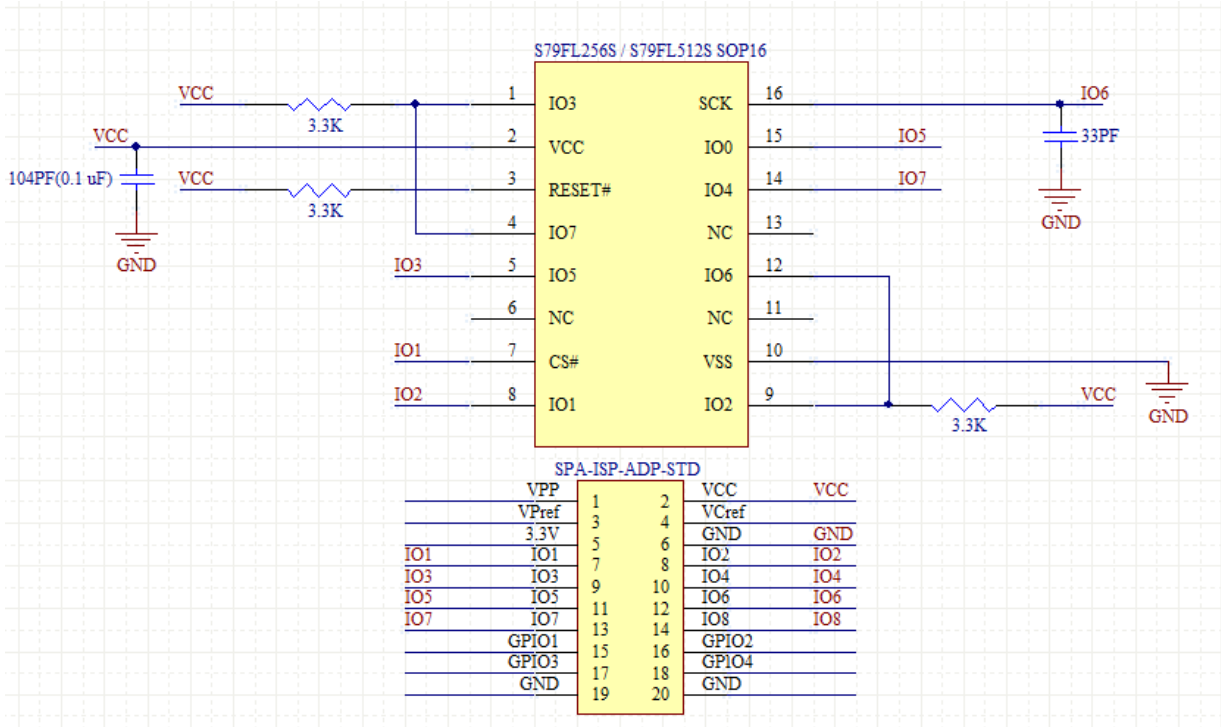 S79FL256S / S79FL512S SOP16
VCC 3.3K 1 IO3 SCK 16 IO6
VCC 2 VCC IO0 15 IO5 33PF
104PF(0.1 uF) VCC 3.3K 3 RESET# IO4 14 IO7 GND
GND 4 IO7 NC 13
IO3 5 IO5 IO6 12
6 NC NC 11
IO1 7 CS# VSS 10 GND
IO2 8 IO1 IO2 9 3.3K VCC
SPA-ISP-ADP-STD
VPP 1 2 VCC VCC
VPref 3 4 VCref
3.3V 5 6 GND GND
IO1 IO1 7 8 IO2 IO2
IO3 IO3 9 10 IO4 IO4
IO5 IO5 11 12 IO6 IO6
IO7 IO7 13 14 IO8 IO8
GPIO1 15 16 GPIO2
GPIO3 17 18 GPIO4
GND 19 20 GND